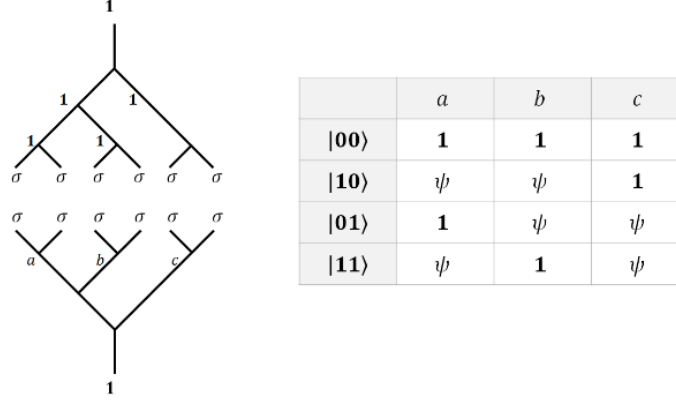 1
1
1
1
1
σ σ σ σ σ σ
σ σ σ σ σ σ
a b c
1
a b c
|00⟩ 1 1 1
|10⟩ ψ ψ 1
|01⟩ 1 ψ ψ
|11⟩ ψ 1 ψ